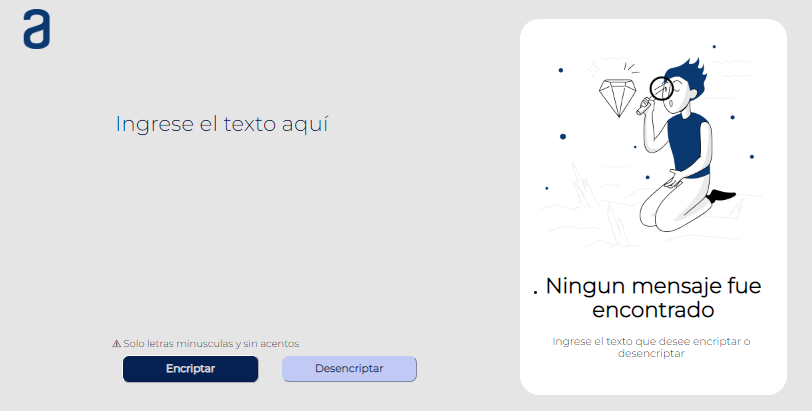 a
Ingrese el texto aquí
⚠ Solo letras minusculas y sin acentos
Encriptar
Desencriptar
. Ningun mensaje fue
encontrado
Ingrese el texto que desee encriptar o
desencriptar